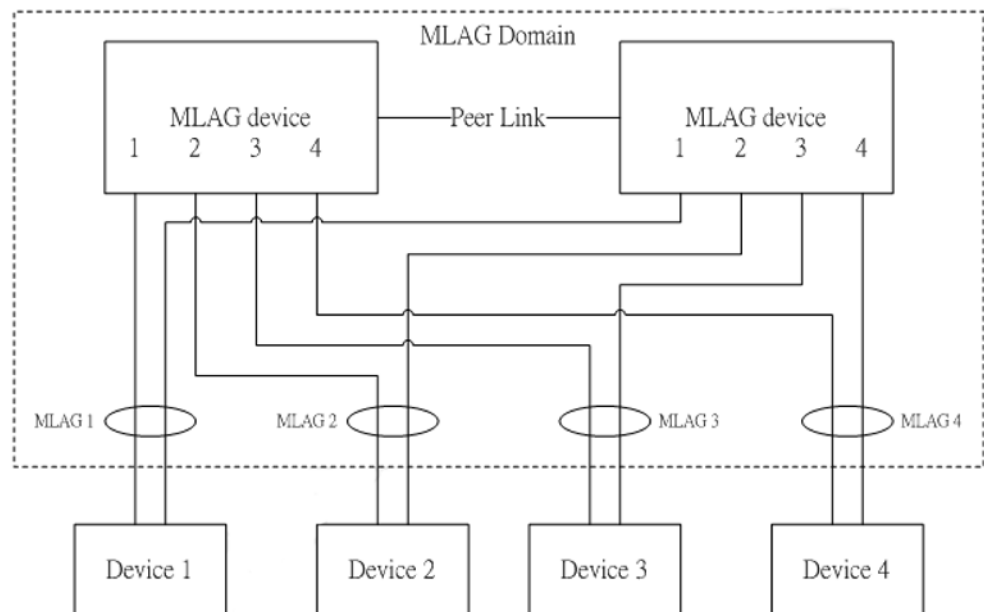 MLAG Domain
MLAG device
1 2 3 4
Peer Link
MLAG device
1 2 3 4
MLAG 1
MLAG 2
MLAG 3
MLAG 4
Device 1
Device 2
Device 3
Device 4